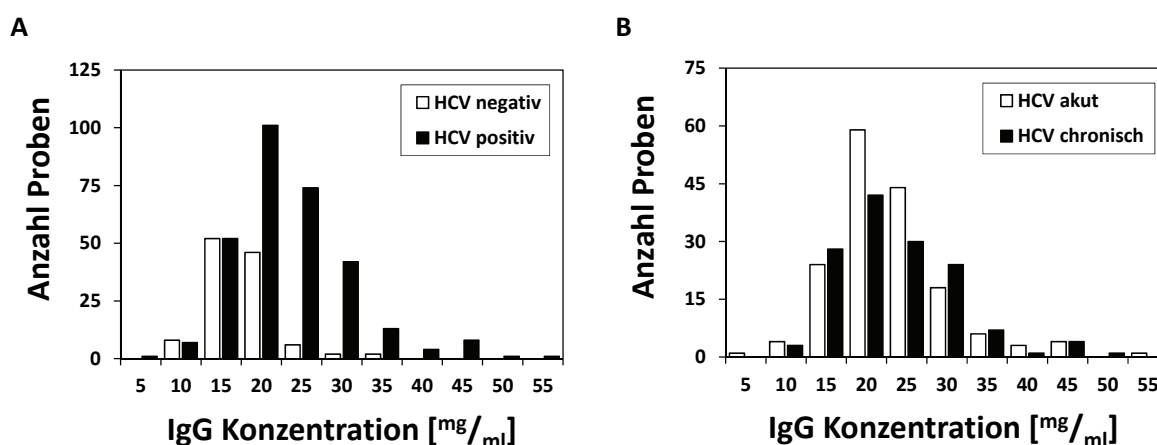 A
Anzahl Proben
125
100
75
50
25
0
HCV negativ
HCV positiv
5 10 15 20 25 30 35 40 45 50 55
IgG Konzentration [mg/ml]
B
Anzahl Proben
75
60
45
30
15
0
HCV akut
HCV chronisch
5 10 15 20 25 30 35 40 45 50 55
IgG Konzentration [mg/ml]